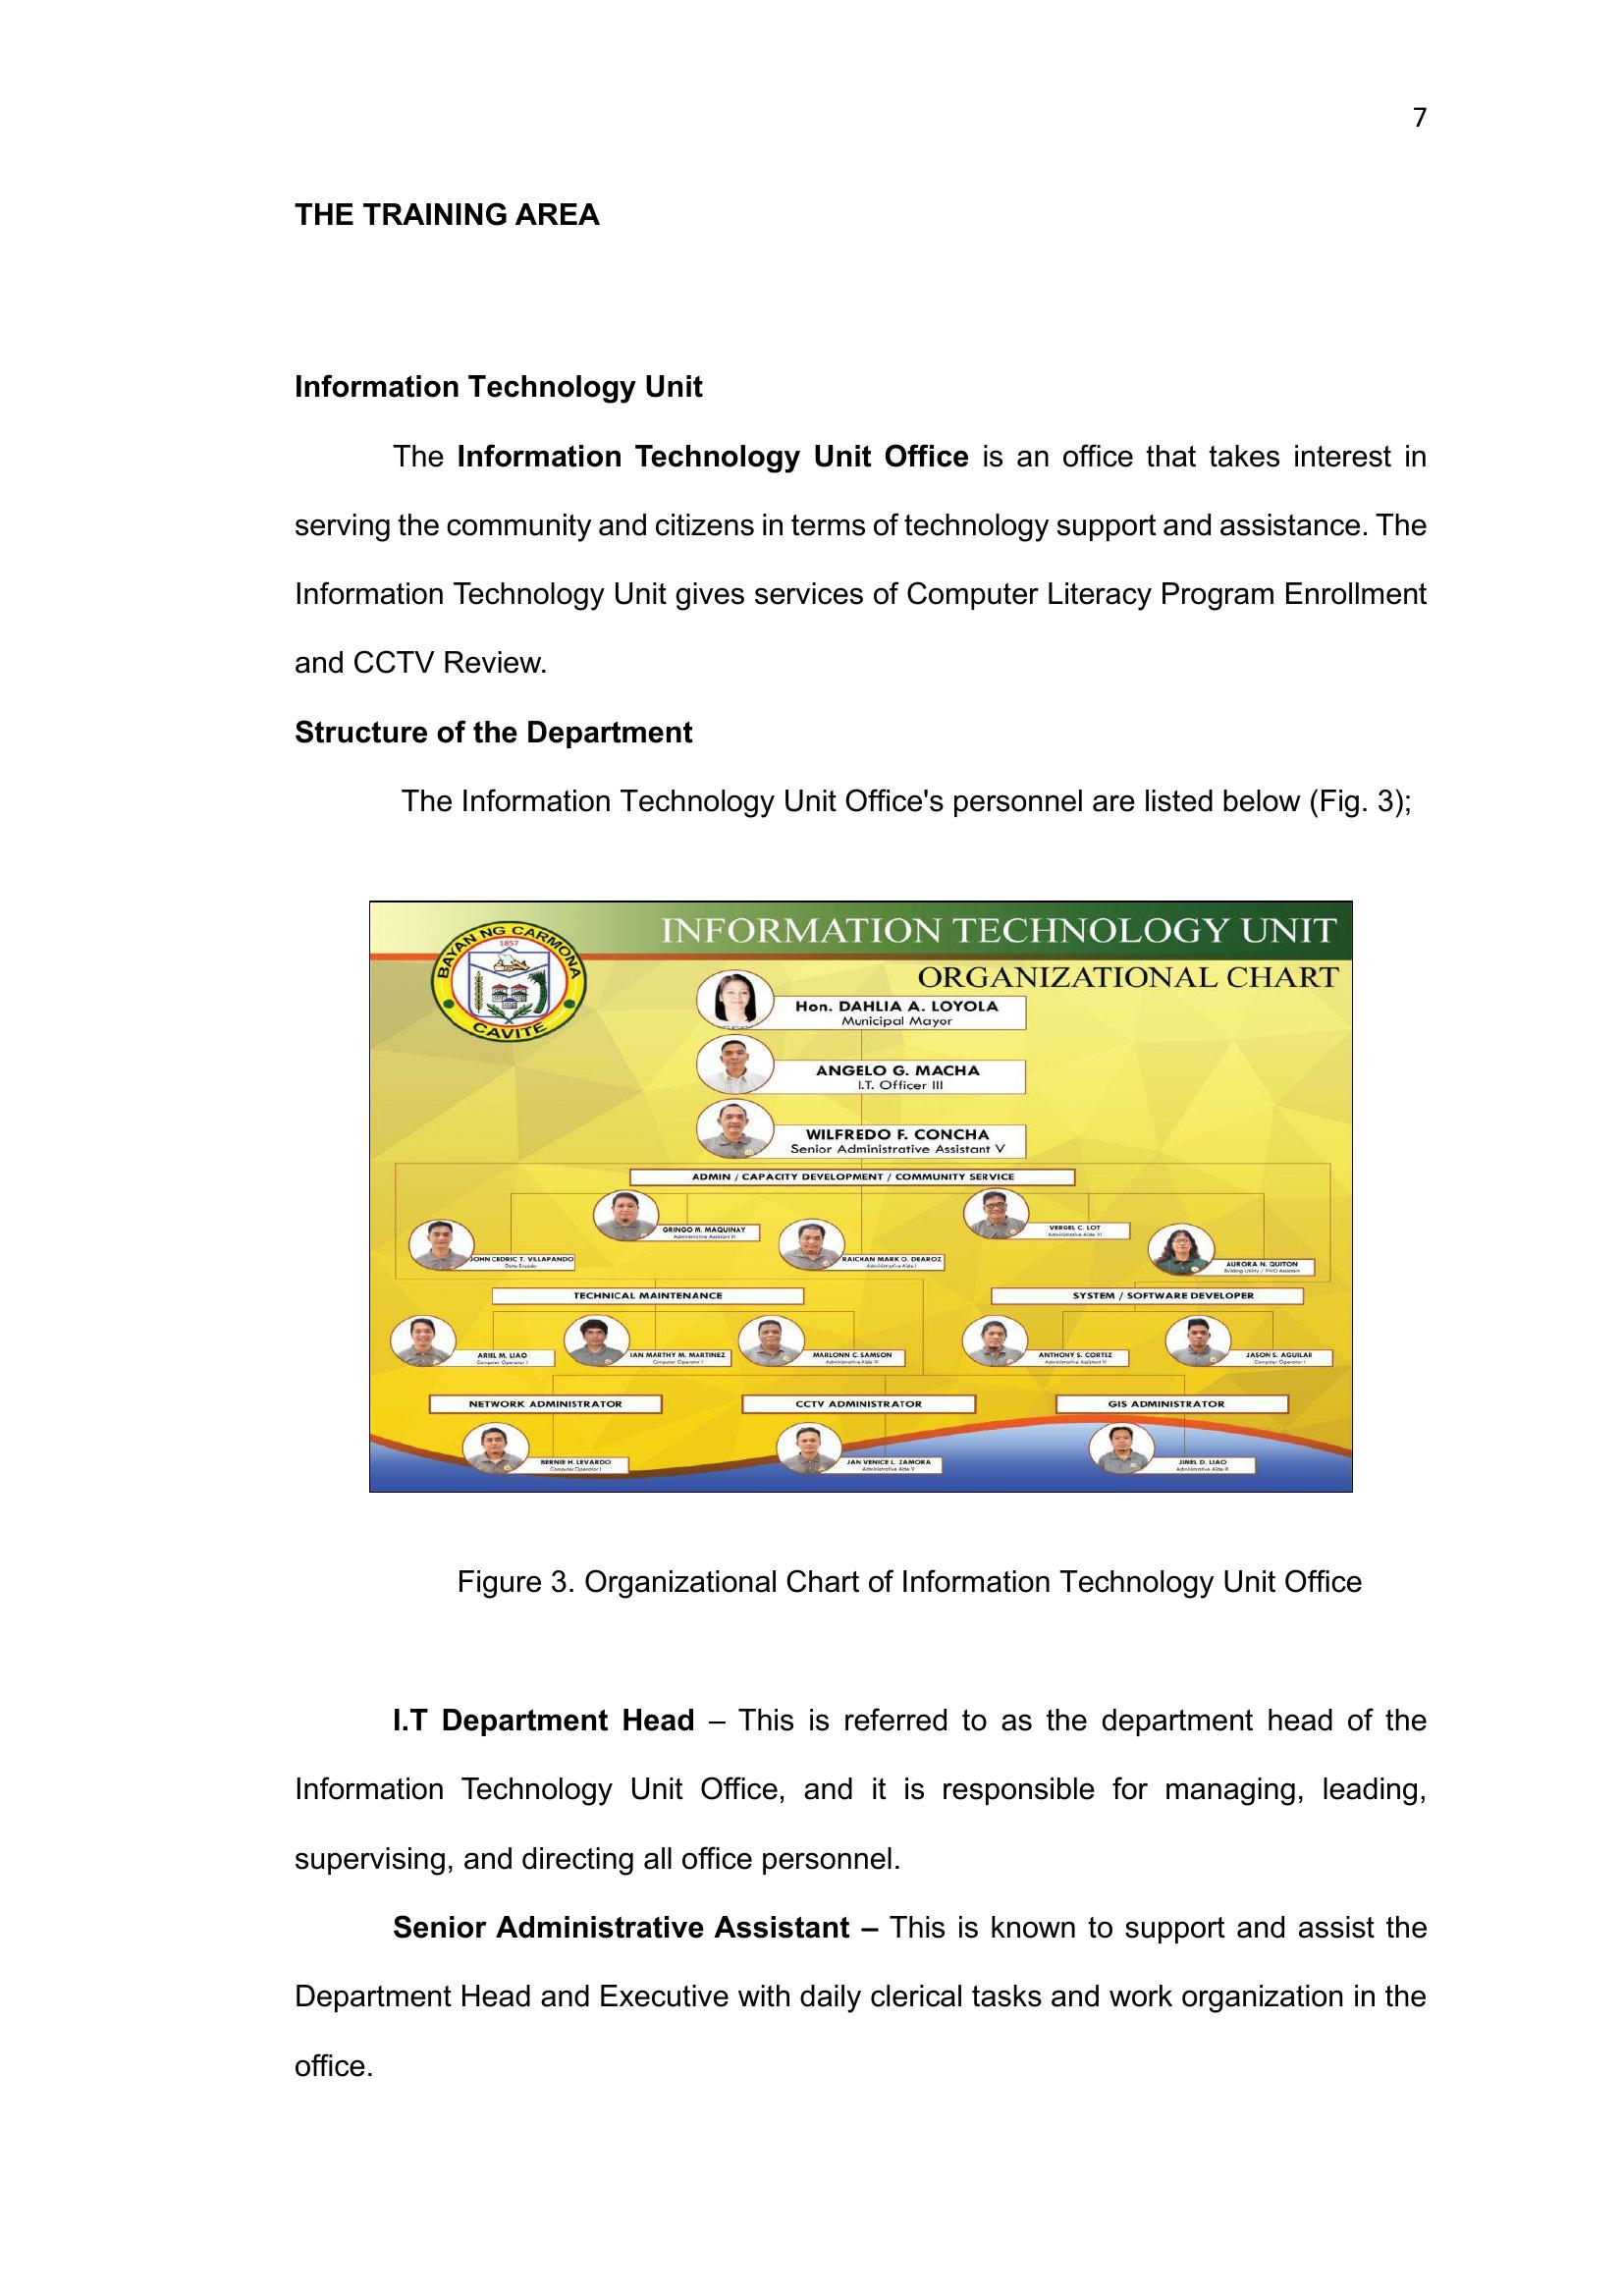 7
THE TRAINING AREA
Information Technology Unit
The Information Technology Unit Office is an office that takes interest in
serving the community and citizens in terms of technology support and assistance. The
Information Technology Unit gives services of Computer Literacy Program Enrollment
and CCTV Review.
Structure of the Department
The Information Technology Unit Office's personnel are listed below (Fig. 3);
INFORMATION TECHNOLOGY UNIT
ORGANIZATIONAL CHART
BAYAN NG CARMONA
1857
CAVITE
Hon. DAHLIA A. LOYOLA
Municipal Mayor
ANGELO G. MACHA
I.T. Officer III
WILFREDO F. CONCHA
Senior Administrative Assistant V
ADMIN / CAPACITY DEVELOPMENT / COMMUNITY SERVICE
JOHN CEDRIC T. VILLAPANDO
Data Encoder
GRINGO M. MAQUINAY
Administrative Assistant III
RAICHAN MARK O. DEAROZ
Administrative Aide I
VERGEL C. LOT
Administrative Aide VI
AURORA N. QUITON
Building Utility / PWD Assistant
TECHNICAL MAINTENANCE
SYSTEM / SOFTWARE DEVELOPER
ARIEL M. LIAO
Computer Operator I
IAN MARTHY M. MARTINEZ
Computer Operator I
MARLONN C. SAMSON
Administrative Aide III
ANTHONY S. CORTEZ
Administrative Assistant
JASON S. AGUILAR
Computer Operator I
NETWORK ADMINISTRATOR
CCTV ADMINISTRATOR
GIS ADMINISTRATOR
BERNIE H. LEVARDO
Computer Operator I
JAN VENICE L. ZAMORA
Administrative Aide V
JINEL D. LIAO
Administrative Aide
Figure 3. Organizational Chart of Information Technology Unit Office
I.T Department Head – This is referred to as the department head of the
Information Technology Unit Office, and it is responsible for managing, leading,
supervising, and directing all office personnel.
Senior Administrative Assistant – This is known to support and assist the
Department Head and Executive with daily clerical tasks and work organization in the
office.